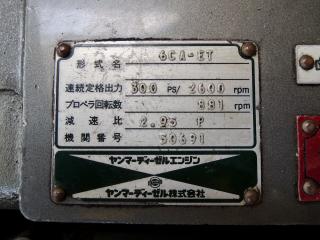 形式名 6CA-ET
連続定格出力 300 PS/ 2600 rpm
プロペラ回転数 881 rpm
減速比 2.95 P
機関番号 50691
ヤンマーディーゼルエンジン
ヤンマーディーゼル株式会社